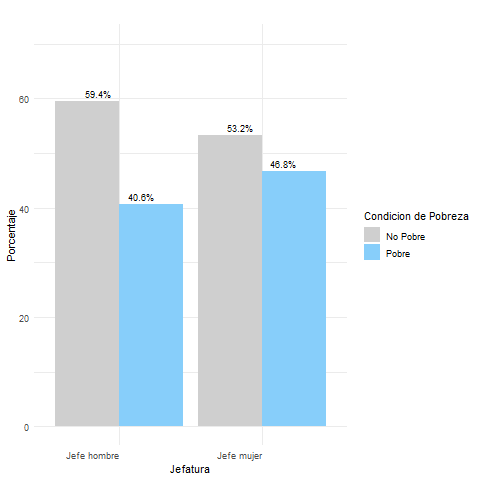 Porcentaje
60
40
20
0
59.4%
40.6%
53.2%
46.8%
Jefe hombre
Jefe mujer
Jefatura
Condicion de Pobreza
No Pobre
Pobre